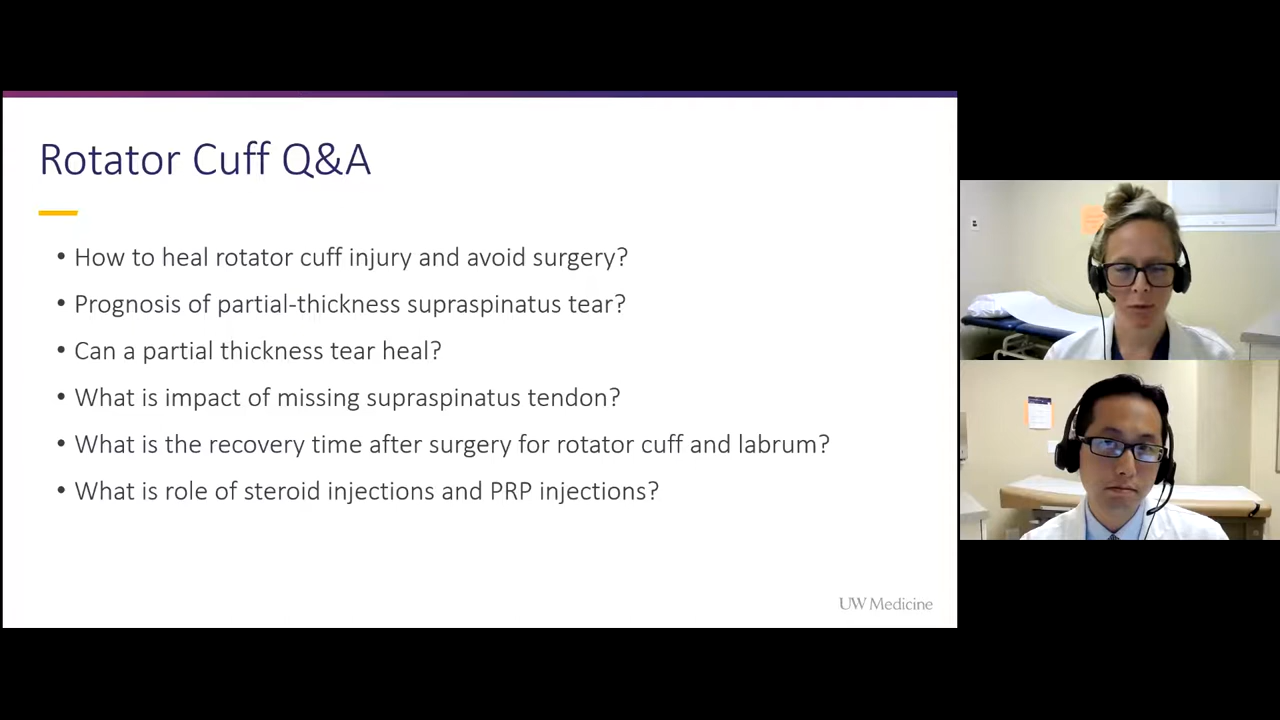 Rotator Cuff Q&A
• How to heal rotator cuff injury and avoid surgery?
• Prognosis of partial-thickness supraspinatus tear?
• Can a partial thickness tear heal?
• What is impact of missing supraspinatus tendon?
• What is the recovery time after surgery for rotator cuff and labrum?
• What is role of steroid injections and PRP injections?
UW Medicine